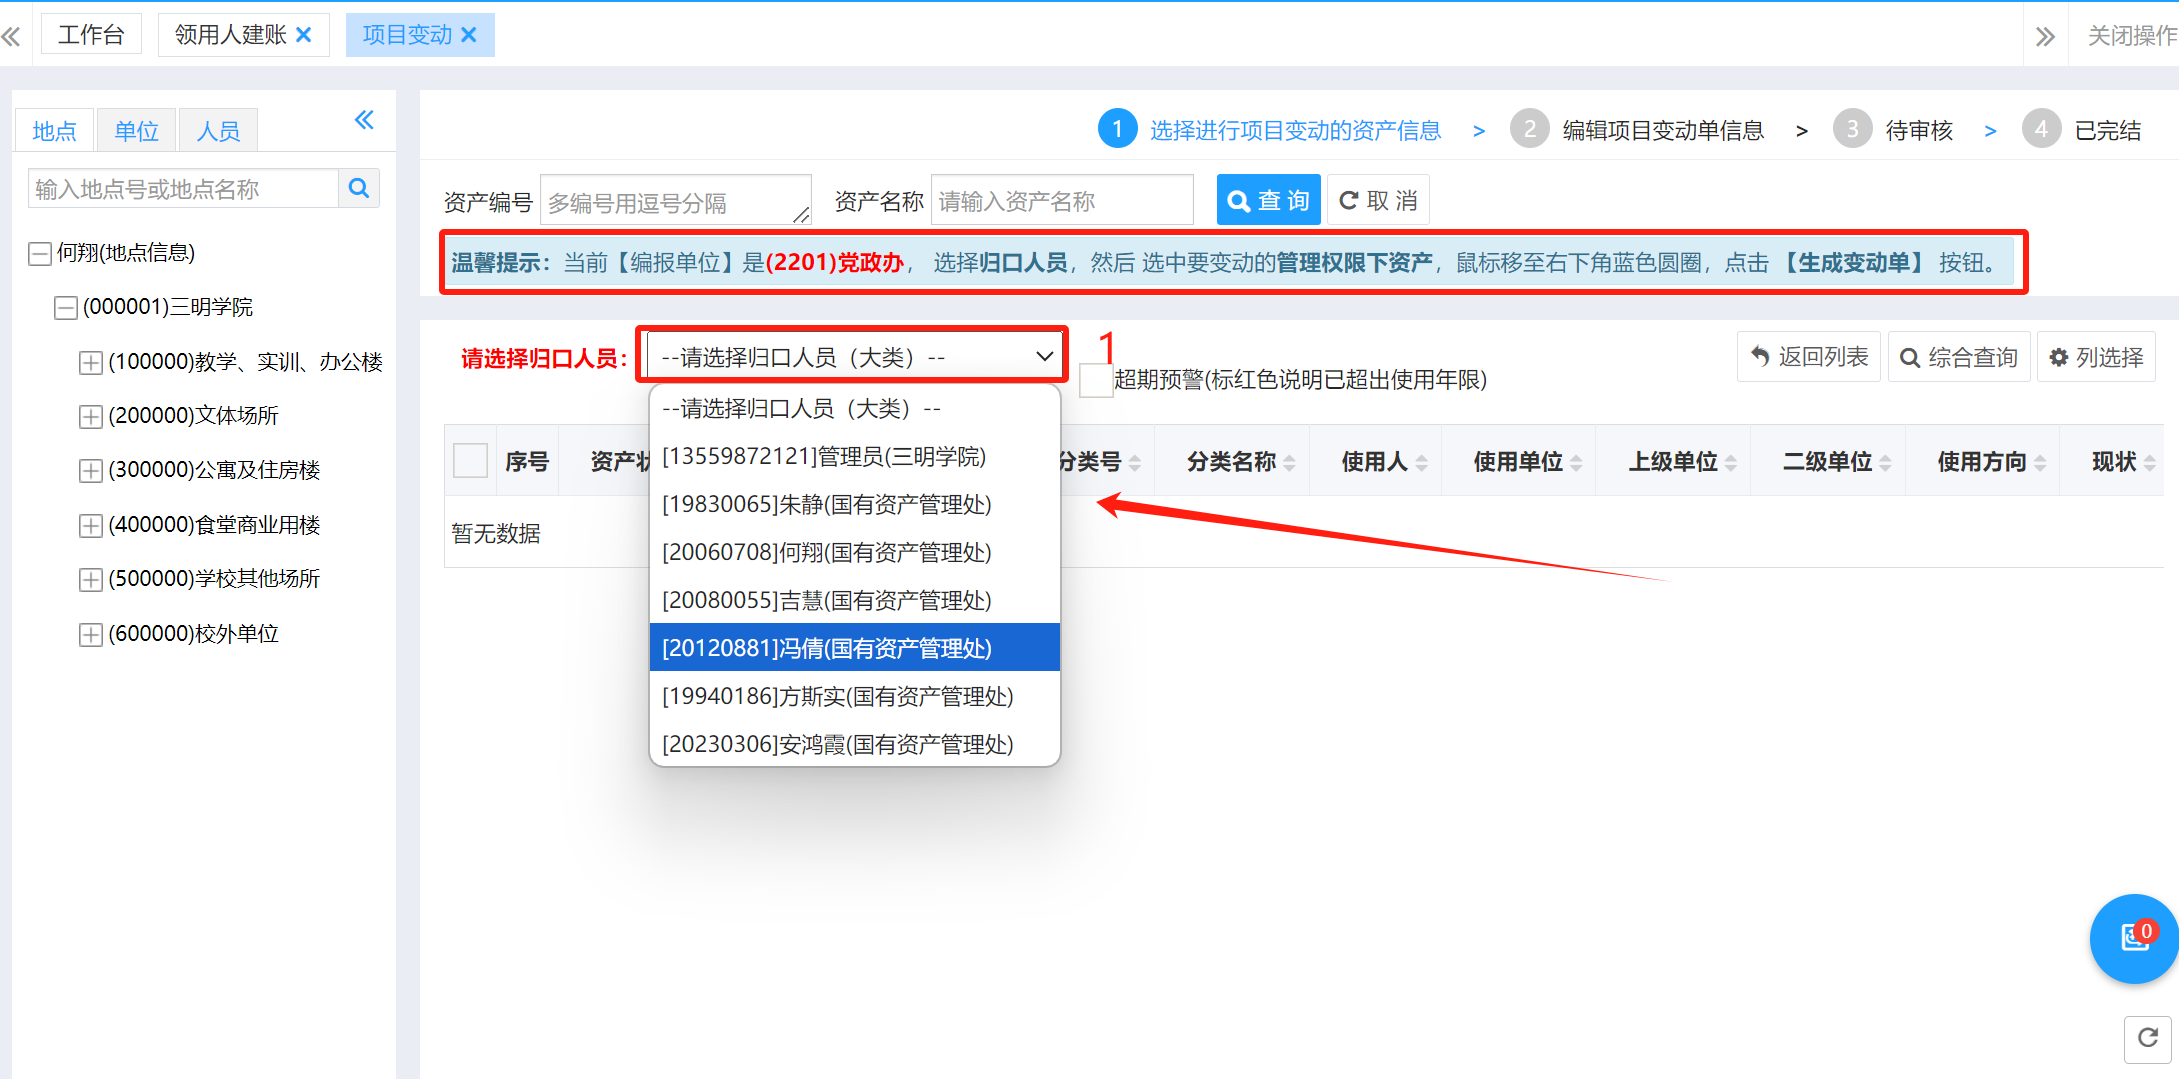 工作台 领用人建账 项目变动 关闭操作
地点 单位 人员
输入地点号或地点名称
何翔(地点信息)
(000001)三明学院
(100000)教学、实训、办公楼
(200000)文体场所
(300000)公寓及住房楼
(400000)食堂商业用楼
(500000)学校其他场所
(600000)校外单位
1 选择进行项目变动的资产信息 > 2 编辑项目变动单信息 > 3 待审核 > 4 已完结
资产编号 多编号用逗号分隔 资产名称 请输入资产名称 查 询 取 消
温馨提示：当前【编报单位】是(2201)党政办， 选择归口人员，然后 选中要变动的管理权限下资产，鼠标移至右下角蓝色圆圈，点击 【生成变动单】 按钮。
请选择归口人员： --请选择归口人员（大类）-- 1
超期预警(标红色说明已超出使用年限)
返回列表 综合查询 列选择
--请选择归口人员（大类）--
[13559872121]管理员(三明学院)
[19830065]朱静(国有资产管理处)
[20060708]何翔(国有资产管理处)
[20080055]吉慧(国有资产管理处)
[20120881]冯倩(国有资产管理处)
[19940186]方斯实(国有资产管理处)
[20230306]安鸿霞(国有资产管理处)
序号 资产状 分类号 分类名称 使用人 使用单位 上级单位 二级单位 使用方向 现状
暂无数据
0